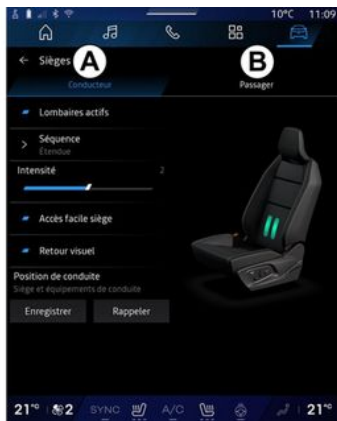 10°C 11:09
← Sièges
A
B
Conducteur
Passager
Lombaires actifs
Séquence
Étendue
Intensité 2
Accès facile siège
Retour visuel
Position de conduite
Siège et équipements de conduite
Enregistrer Rappeler
21°° 2 SYNC A/C 21°°